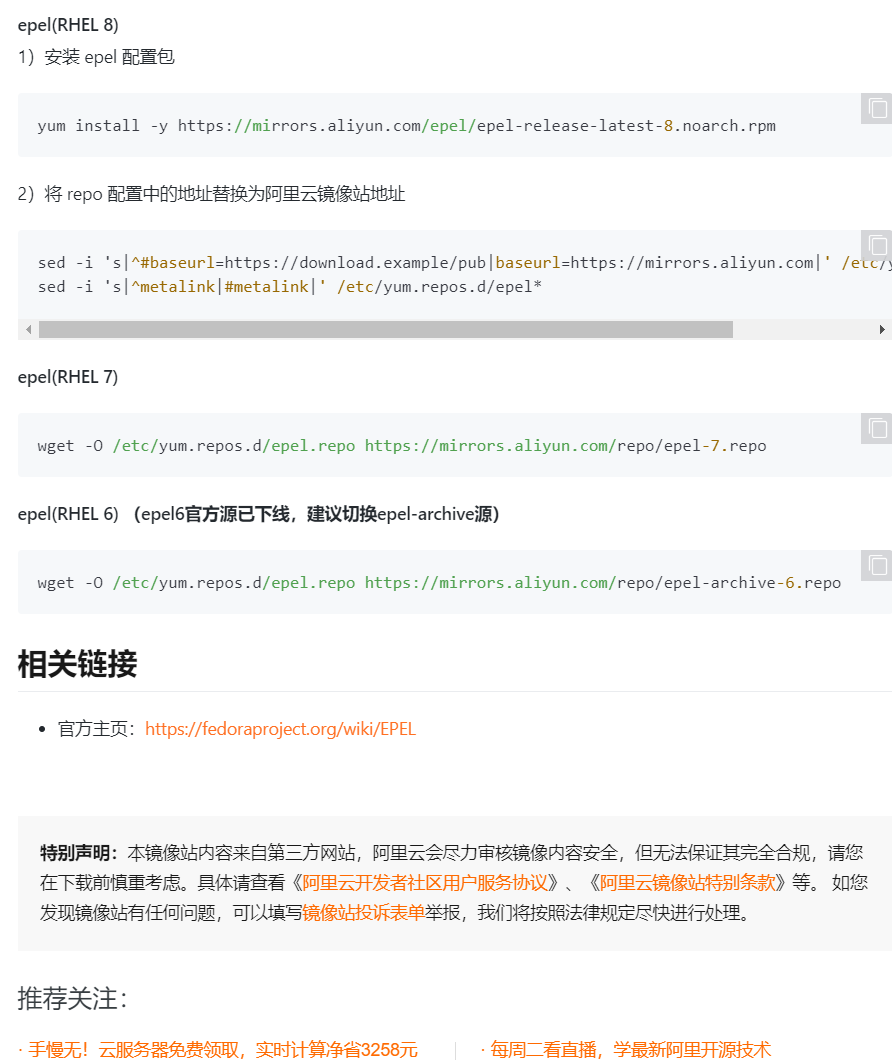 epel(RHEL 8)
1）安装 epel 配置包
yum install -y https://mirrors.aliyun.com/epel/epel-release-latest-8.noarch.rpm
2）将 repo 配置中的地址替换为阿里云镜像站地址
sed -i 's|^#baseurl=https://download.example/pub|baseurl=https://mirrors.aliyun.com|' /etc/y
sed -i 's|^metalink|#metalink|' /etc/yum.repos.d/epel*
epel(RHEL 7)
wget -O /etc/yum.repos.d/epel.repo https://mirrors.aliyun.com/repo/epel-7.repo
epel(RHEL 6) （epel6官方源已下线，建议切换epel-archive源）
wget -O /etc/yum.repos.d/epel.repo https://mirrors.aliyun.com/repo/epel-archive-6.repo
相关链接
• 官方主页：https://fedoraproject.org/wiki/EPEL
特别声明：本镜像站内容来自第三方网站，阿里云会尽力审核镜像内容安全，但无法保证其完全合规，请您
在下载前慎重考虑。具体请查看《阿里云开发者社区用户服务协议》、《阿里云镜像站特别条款》等。 如您
发现镜像站有任何问题，可以填写镜像站投诉表单举报，我们将按照法律规定尽快进行处理。
推荐关注：
· 手慢无！云服务器免费领取，实时计算净省3258元 | · 每周二看直播，学最新阿里开源技术